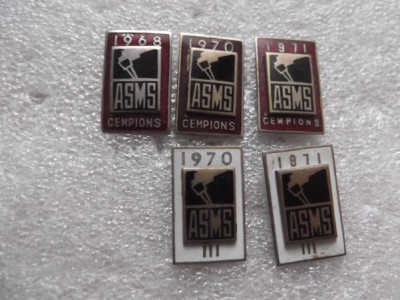 1968
ASMS
CEMPIONS
1970
ASMS
CEMPIONS
1971
ASMS
CEMPIONS
1970
ASMS
III
1971
ASMS
III